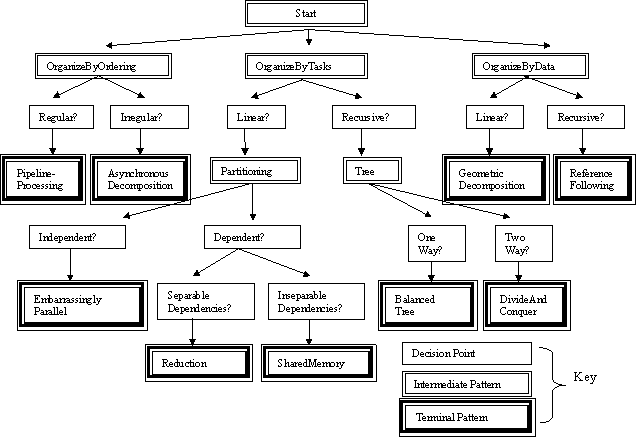 Start
OrganizeByOrdering
OrganizeByTasks
OrganizeByData
Regular?
Irregular?
Linear?
Recursive?
Linear?
Recursive?
Pipeline-
Processing
Asynchronous
Decomposition
Partitioning
Tree
Geometric
Decomposition
Reference
Following
Independent?
Dependent?
One
Way?
Two
Way?
Embarrassingly
Parallel
Separable
Dependencies?
Inseparable
Dependencies?
Balanced
Tree
DivideAnd
Conquer
Reduction
SharedMemory
Decision Point
Intermediate Pattern
Terminal Pattern
Key